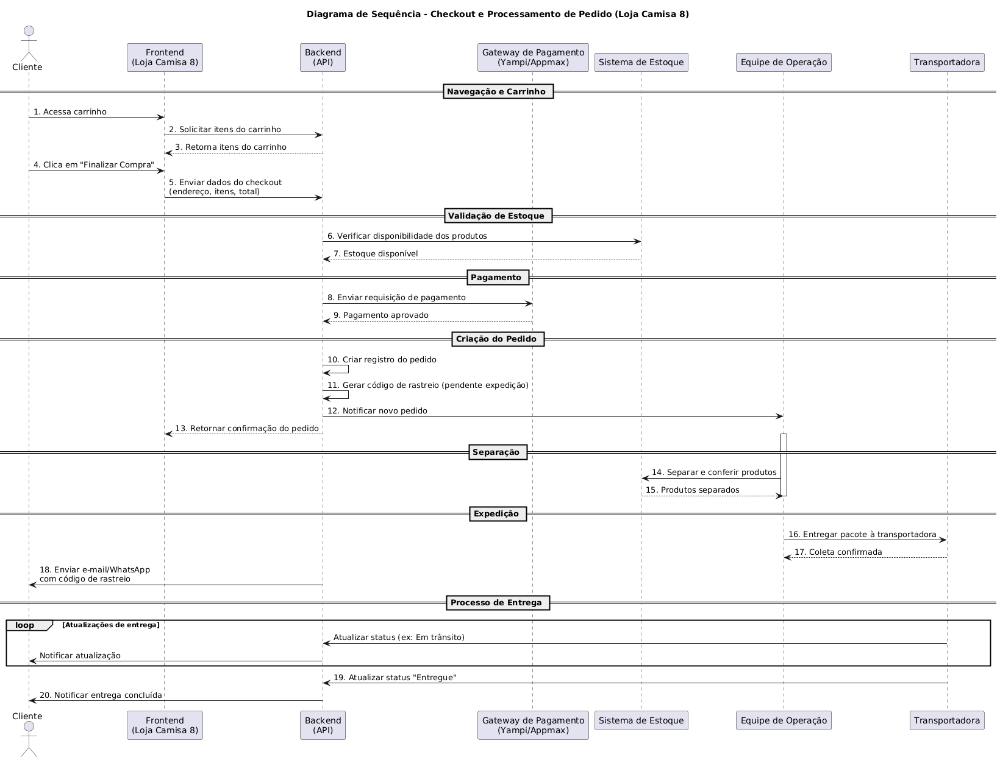 Diagrama de Sequência - Checkout e Processamento de Pedido (Loja Camisa 8)
Cliente
Frontend
(Loja Camisa 8)
Backend
(API)
Gateway de Pagamento
(Yampi/Appmax)
Sistema de Estoque
Equipe de Operação
Transportadora
Navegação e Carrinho
1. Acessa carrinho
2. Solicitar itens do carrinho
3. Retorna itens do carrinho
4. Clica em "Finalizar Compra"
5. Enviar dados do checkout
(endereço, itens, total)
Validação de Estoque
6. Verificar disponibilidade dos produtos
7. Estoque disponível
Pagamento
8. Enviar requisição de pagamento
9. Pagamento aprovado
Criação do Pedido
10. Criar registro do pedido
11. Gerar código de rastreio (pendente expedição)
12. Notificar novo pedido
13. Retornar confirmação do pedido
Separação
14. Separar e conferir produtos
15. Produtos separados
Expedição
16. Entregar pacote à transportadora
17. Coleta confirmada
18. Enviar e-mail/WhatsApp
com código de rastreio
Processo de Entrega
loop
[Atualizações de entrega]
Atualizar status (ex: Em trânsito)
Notificar atualização
19. Atualizar status "Entregue"
20. Notificar entrega concluída
Cliente
Frontend
(Loja Camisa 8)
Backend
(API)
Gateway de Pagamento
(Yampi/Appmax)
Sistema de Estoque
Equipe de Operação
Transportadora